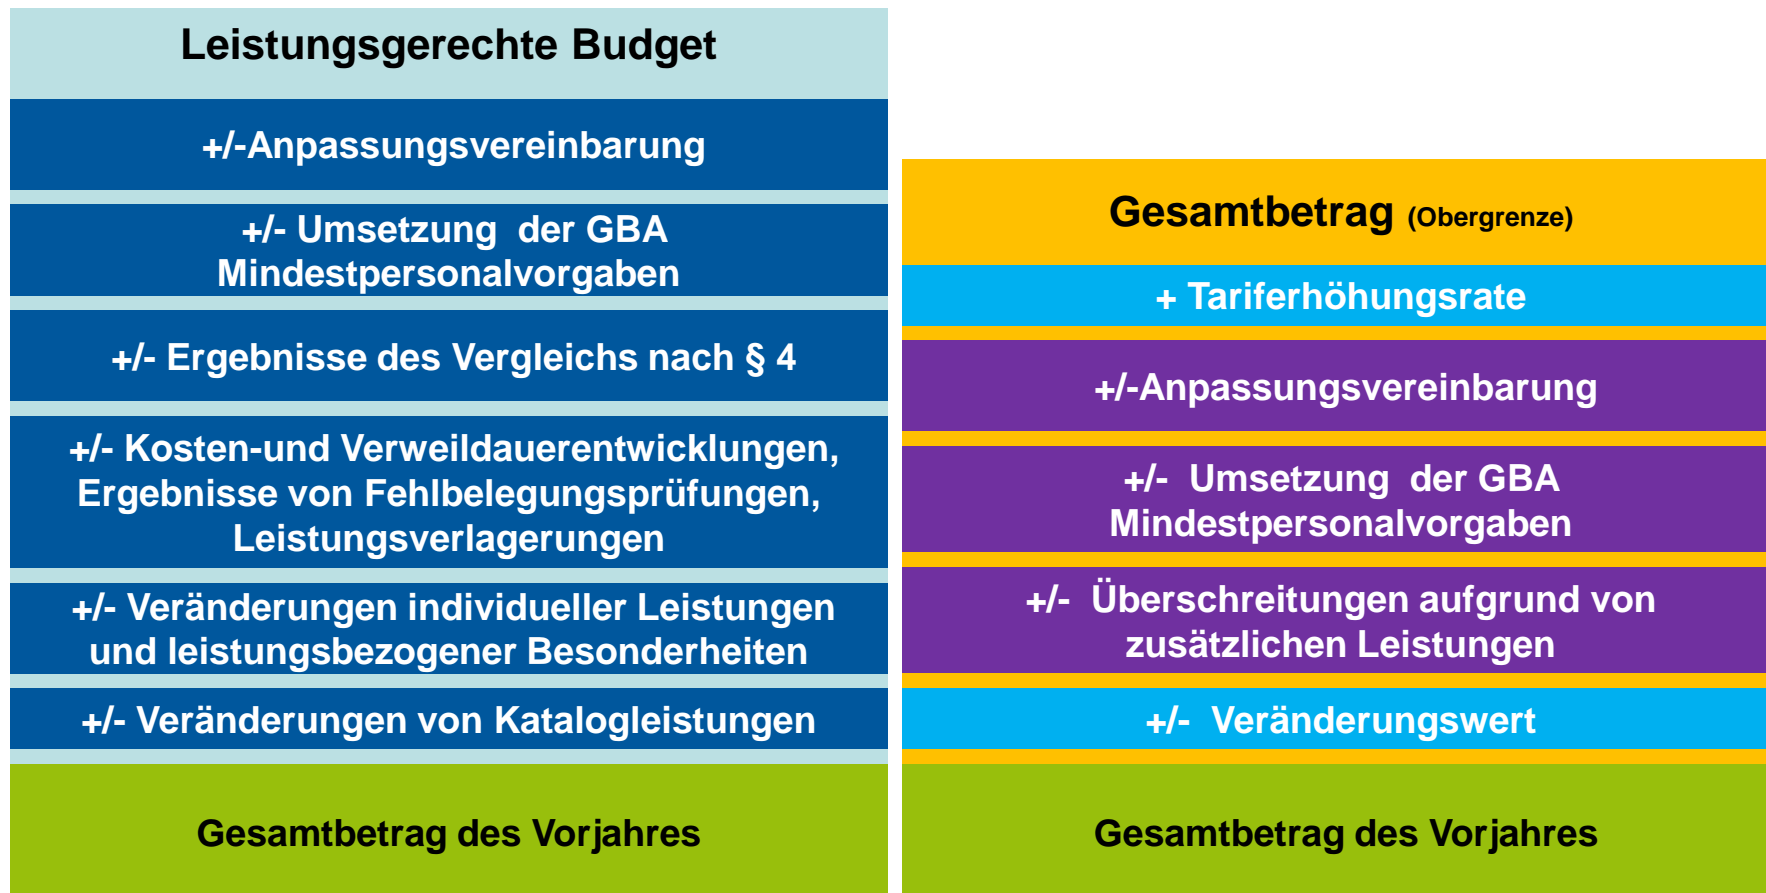 Leistungsgerechte Budget
+/-Anpassungsvereinbarung
+/- Umsetzung der GBA
Mindestpersonalvorgaben
+/- Ergebnisse des Vergleichs nach § 4
+/- Kosten-und Verweildauerentwicklungen,
Ergebnisse von Fehlbelegungsprüfungen,
Leistungsverlagerungen
+/- Veränderungen individueller Leistungen
und leistungsbezogener Besonderheiten
+/- Veränderungen von Katalogleistungen
Gesamtbetrag des Vorjahres
Gesamtbetrag (Obergrenze)
+ Tariferhöhungsrate
+/-Anpassungsvereinbarung
+/- Umsetzung der GBA
Mindestpersonalvorgaben
+/- Überschreitungen aufgrund von
zusätzlichen Leistungen
+/- Veränderungswert
Gesamtbetrag des Vorjahres